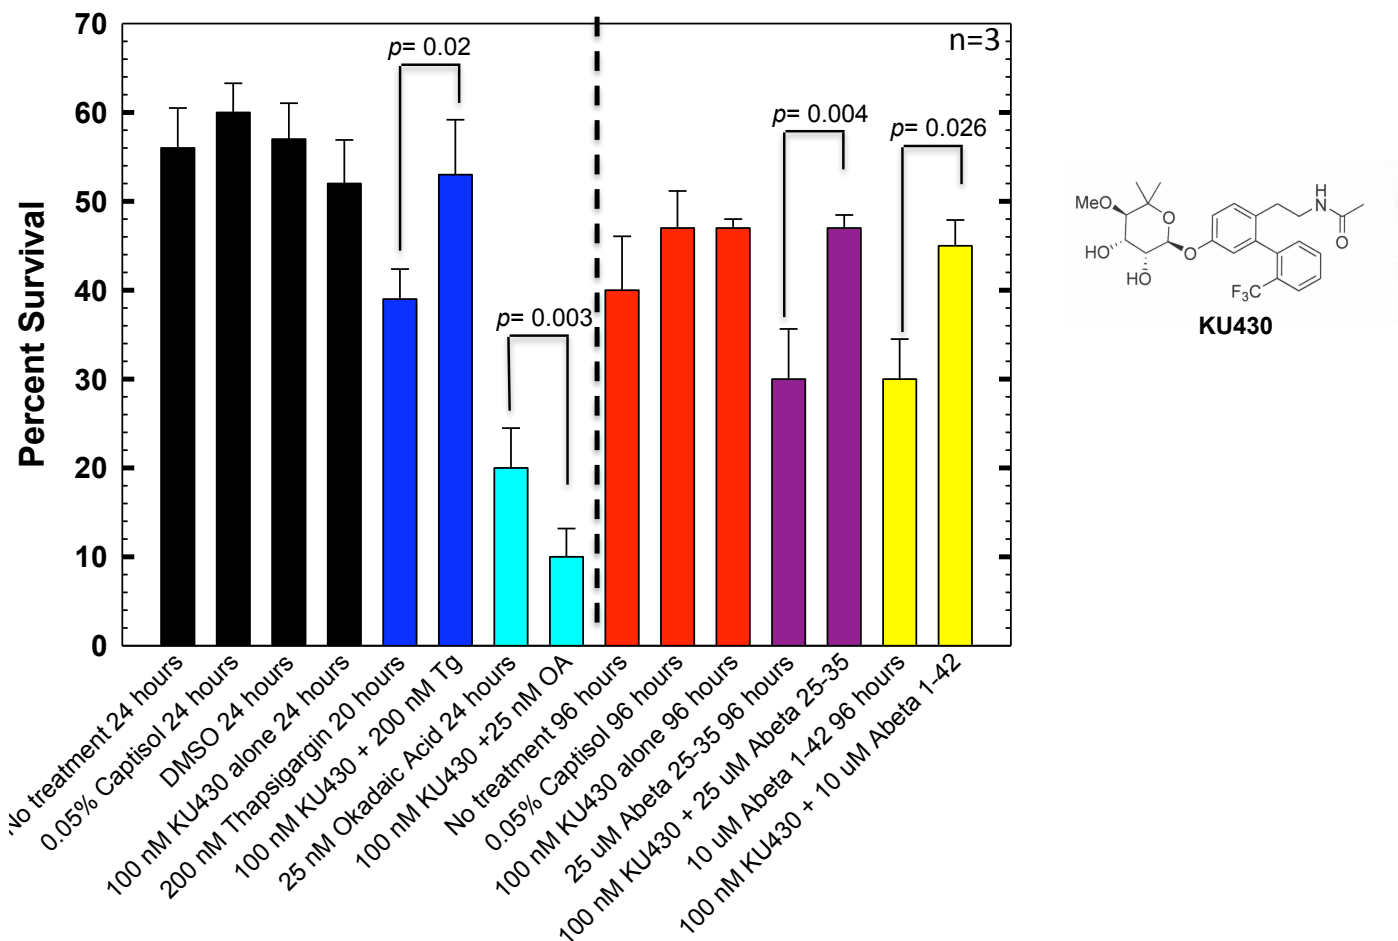 70
60
50
40
30
20
10
0
Percent Survival
n=3
p= 0.02
p= 0.003
p= 0.004
p= 0.026
No treatment 24 hours
0.05% Captisol 24 hours
DMSO 24 hours
100 nM KU430 alone 24 hours
200 nM Thapsigargin 20 hours
100 nM KU430 + 200 nM Tg
25 nM Okadaic Acid 24 hours
100 nM KU430 +25 nM OA
No treatment 96 hours
0.05% Captisol 96 hours
100 nM KU430 alone 96 hours
25 uM Abeta 25-35 96 hours
100 nM KU430 + 25 uM Abeta 25-35
10 uM Abeta 1-42 96 hours
100 nM KU430 + 10 uM Abeta 1-42
MeO
O
HO
HO
O
F3C
H
N
O
KU430